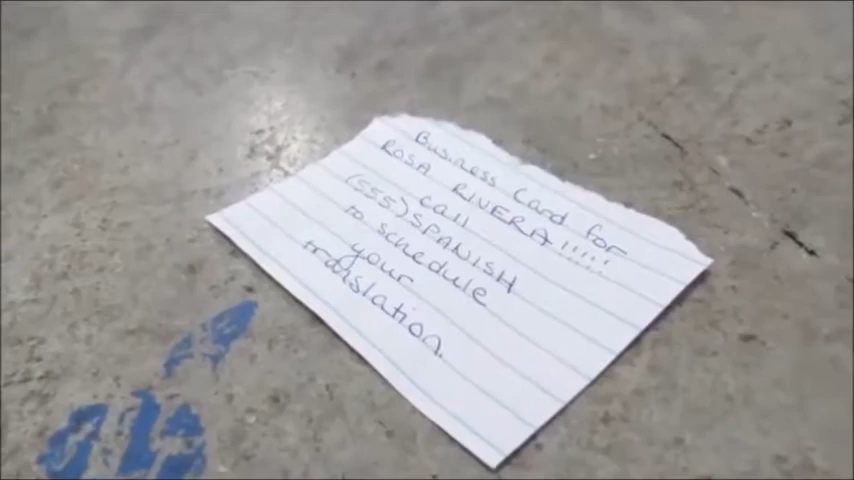 Business Card for
ROSA RIVERA!!!!!
call
(555)SPANISH
to schedule
your
translation.